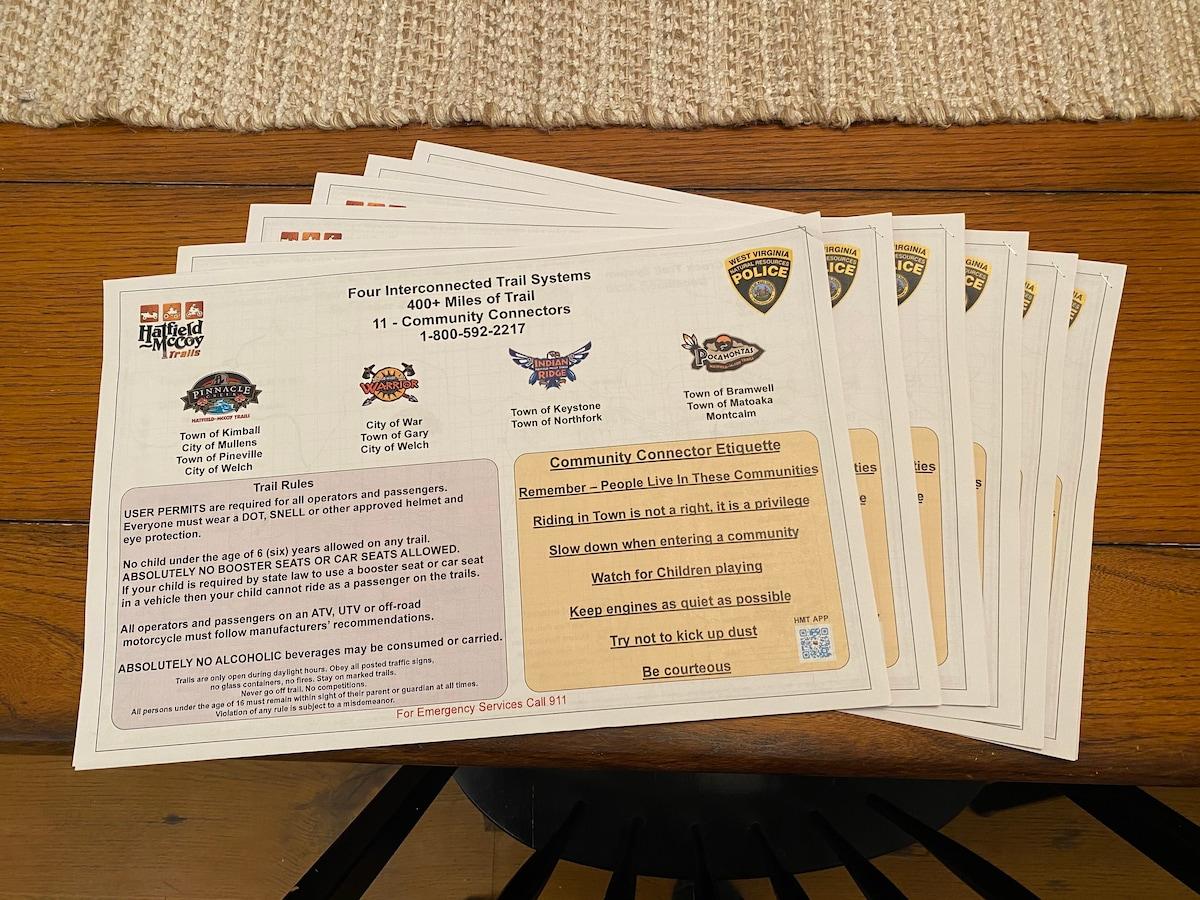 Four Interconnected Trail Systems
400+ Miles of Trail
11 - Community Connectors
1-800-592-2217
Hatfield
McCoy
Trails
WEST VIRGINIA
NATURAL RESOURCES
POLICE
PINNACLE
HATFIELD-McCOY TRAILS
Town of Kimball
City of Mullens
Town of Pineville
City of Welch
WARRIOR
City of War
Town of Gary
City of Welch
INDIAN
RIDGE
Town of Keystone
Town of Northfork
POCAHONTAS
Town of Bramwell
Town of Matoaka
Montcalm
Trail Rules
USER PERMITS are required for all operators and passengers.
Everyone must wear a DOT, SNELL or other approved helmet and
eye protection.
No child under the age of 6 (six) years allowed on any trail.
ABSOLUTELY NO BOOSTER SEATS OR CAR SEATS ALLOWED.
If your child is required by state law to use a booster seat or car seat
in a vehicle then your child cannot ride as a passenger on the trails.
All operators and passengers on an ATV, UTV or off-road
motorcycle must follow manufacturers' recommendations.
ABSOLUTELY NO ALCOHOLIC beverages may be consumed or carried.
Trails are only open during daylight hours. Obey all posted traffic signs,
no glass containers, no fires. Stay on marked trails.
Never go off trail. No competitions.
All persons under the age of 16 must remain within sight of their parent or guardian at all times.
Violation of any rule is subject to a misdemeanor.
Community Connector Etiquette
Remember – People Live In These Communities
Riding in Town is not a right, it is a privilege
Slow down when entering a community
Watch for Children playing
Keep engines as quiet as possible
Try not to kick up dust
Be courteous
HMT APP
For Emergency Services Call 911